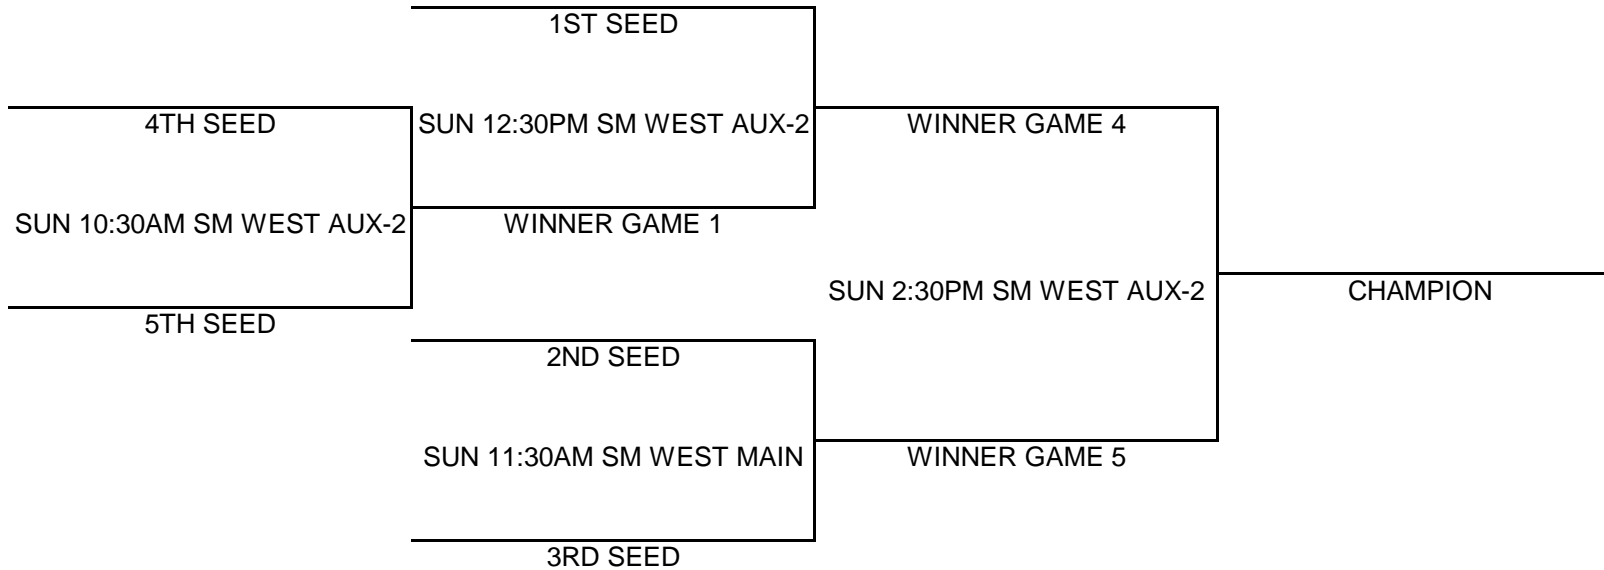 1ST SEED
4TH SEED
SUN 12:30PM SM WEST AUX-2
WINNER GAME 4
SUN 10:30AM SM WEST AUX-2
WINNER GAME 1
SUN 2:30PM SM WEST AUX-2
CHAMPION
5TH SEED
2ND SEED
SUN 11:30AM SM WEST MAIN
WINNER GAME 5
3RD SEED